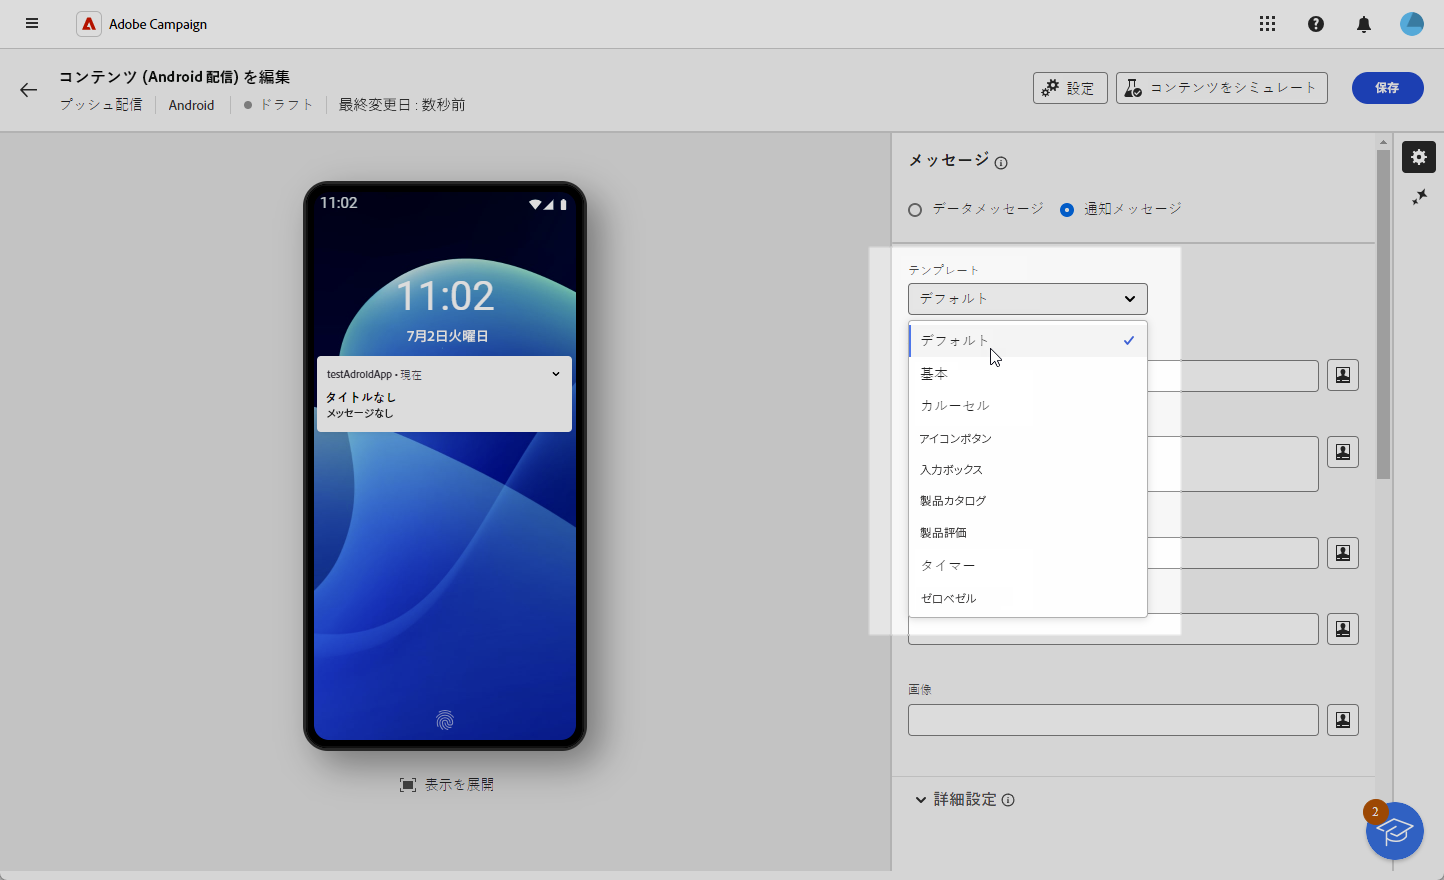 Adobe Campaign
コンテンツ (Android 配信) を編集
プッシュ配信 Android ドラフト 最終変更日 : 数秒前
設定
コンテンツをシミュレート
保存
11:02
11:02
7月2日火曜日
testAdroidApp • 現在
タイトルなし
メッセージなし
表示を展開
メッセージ
データメッセージ 通知メッセージ
テンプレート
デフォルト
デフォルト
基本
カルーセル
アイコンボタン
入力ボックス
製品カタログ
製品評価
タイマー
ゼロベゼル
画像
詳細設定
2